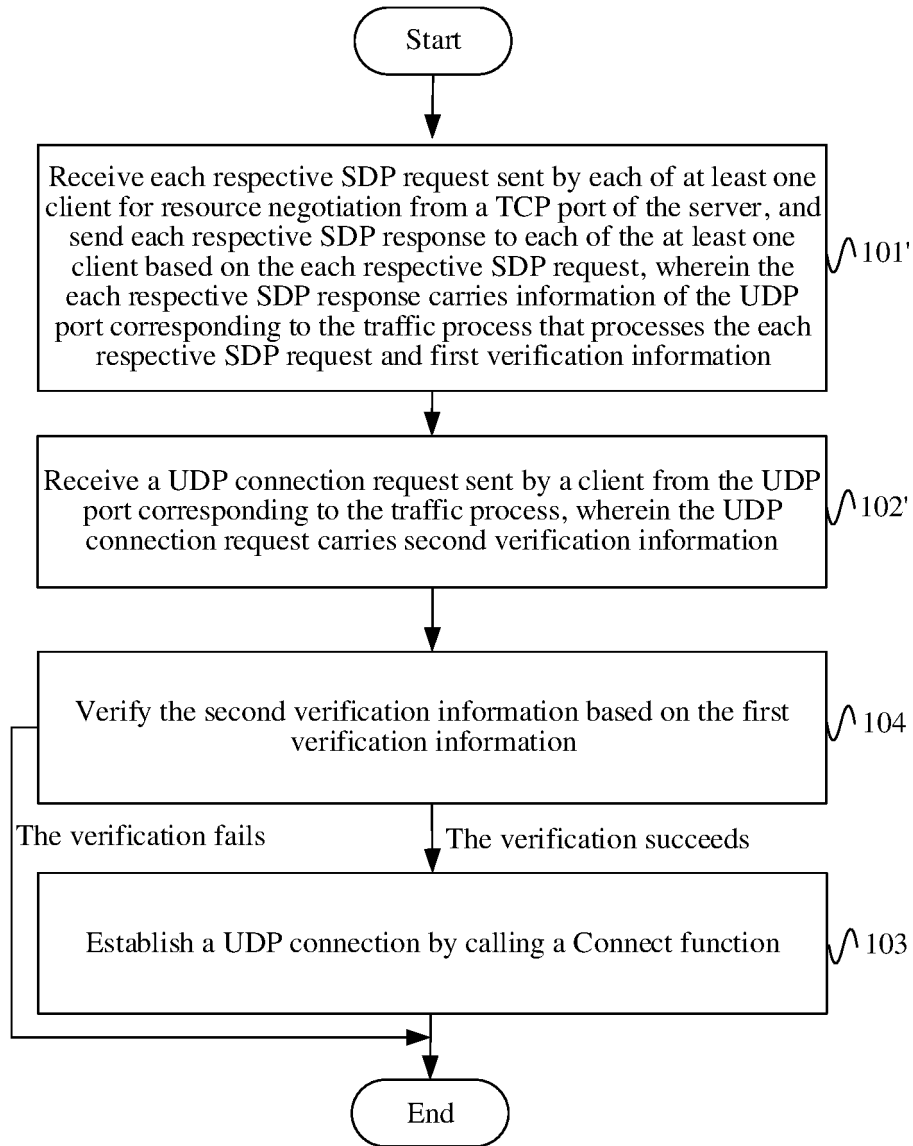 Start
Receive each respective SDP request sent by each of at least one
client for resource negotiation from a TCP port of the server, and
send each respective SDP response to each of the at least one
client based on the each respective SDP request, wherein the
each respective SDP response carries information of the UDP
port corresponding to the traffic process that processes the each
respective SDP request and first verification information
101'
Receive a UDP connection request sent by a client from the UDP
port corresponding to the traffic process, wherein the UDP
connection request carries second verification information
102'
Verify the second verification information based on the first
verification information
104
The verification fails
The verification succeeds
Establish a UDP connection by calling a Connect function
103
End